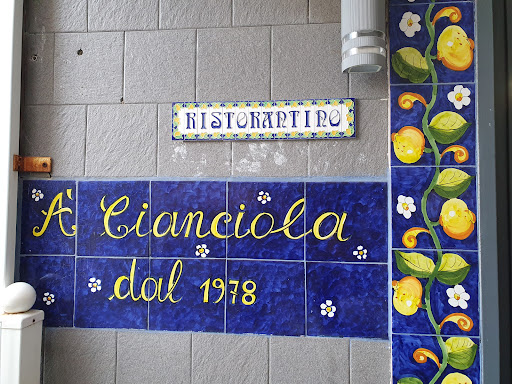 RISTORANTINO
A' Cianciola
dal 1978